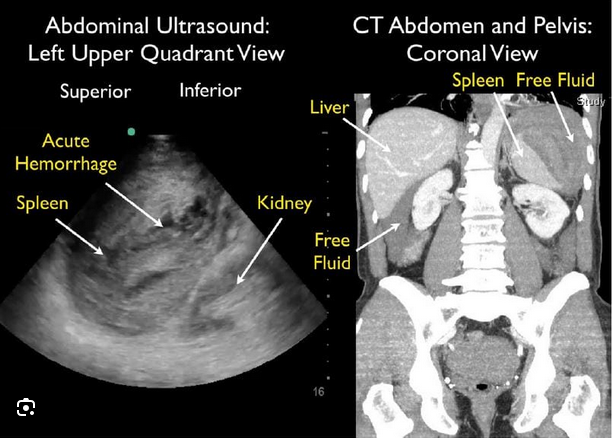 Abdominal Ultrasound:
Left Upper Quadrant View
Superior
Inferior
Acute
Hemorrhage
Spleen
Kidney
16
CT Abdomen and Pelvis:
Coronal View
Spleen
Free Fluid
Study
Liver
Free
Fluid